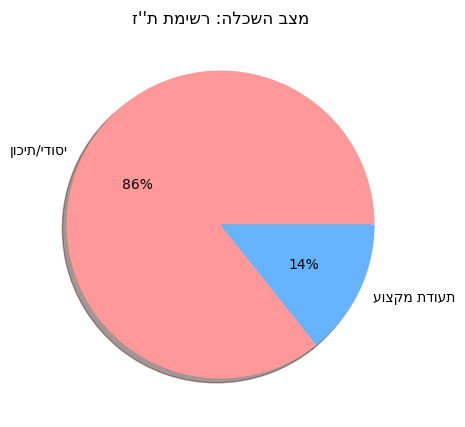 מצב השכלה: רשימת ת''ז
יסודי/תיכון
86%
14%
תעודת מקצוע